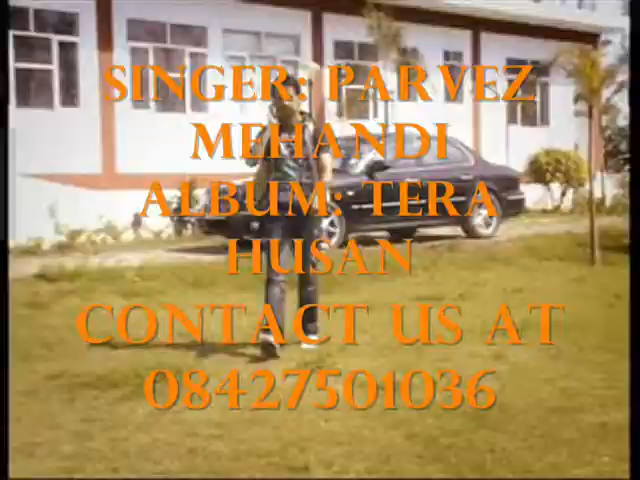 SINGER: PARVEZ
MEHANDI
ALBUM: TERA
HUSAN
CONTACT US AT
08427501036